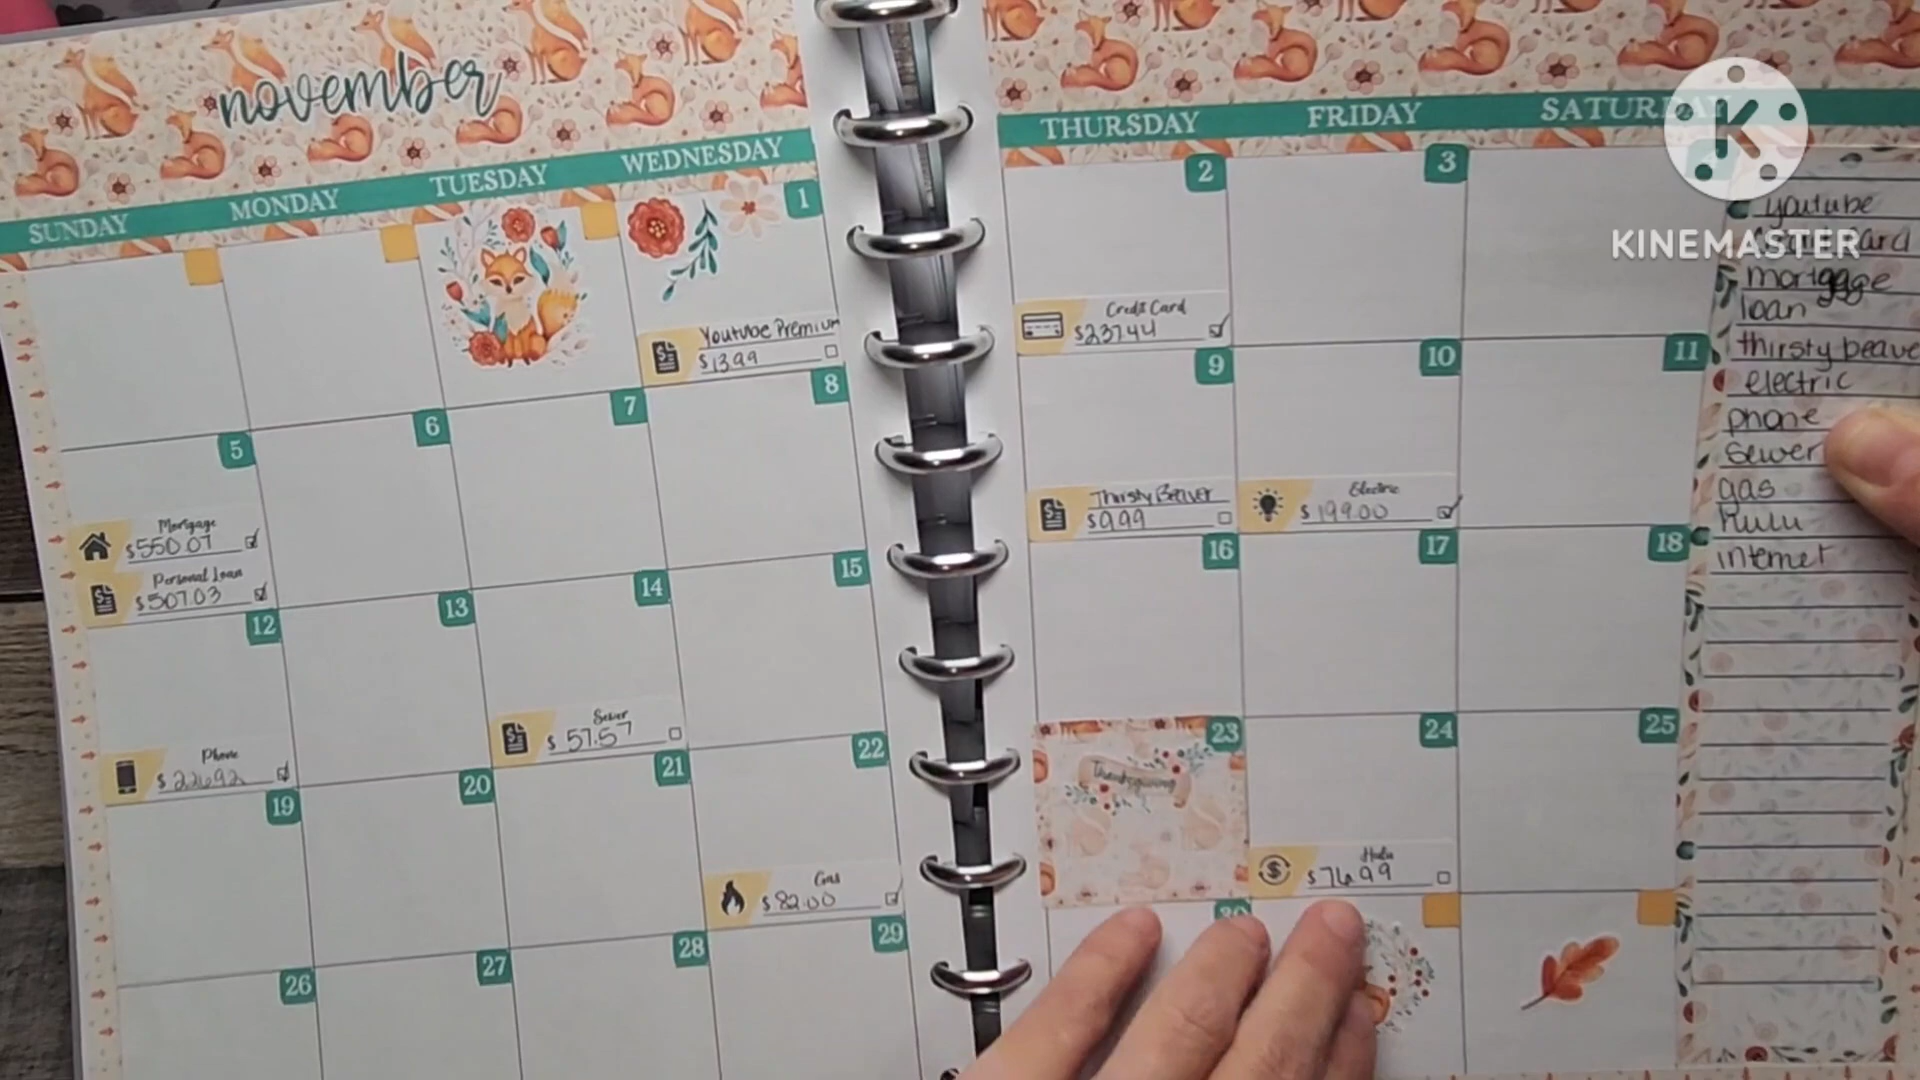 november
SUNDAY MONDAY TUESDAY WEDNESDAY THURSDAY FRIDAY SATURDAY
KINEMASTER
1
Youtube Premium
$13.99
2
Credit Card
$237.44
3
5
Mortgage
$550.07
Personal Loan
$507.03
6
7
8
9
Thirsty Beaver
$9.99
10
Electric
$199.00
11
12
Phone
$226.92
13
14
Sewer
$57.57
15
16
17
18
19
20
21
22
Gas
$82.00
23
Thanksgiving
24
Hulu
$76.99
25
26
27
28
29
30
youtube
card
mortgage
loan
thirsty beave
electric
phone
sewer
gas
hulu
internet